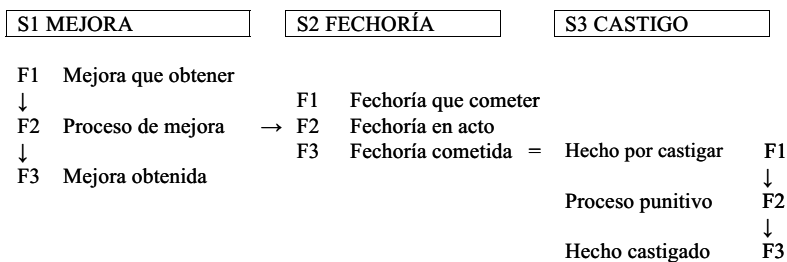 S1 MEJORA S2 FECHORÍA S3 CASTIGO
F1 Mejora que obtener
↓ F1 Fechoría que cometer
F2 Proceso de mejora → F2 Fechoría en acto
↓ F3 Fechoría cometida = Hecho por castigar F1
F3 Mejora obtenida ↓
Proceso punitivo F2
↓
Hecho castigado F3